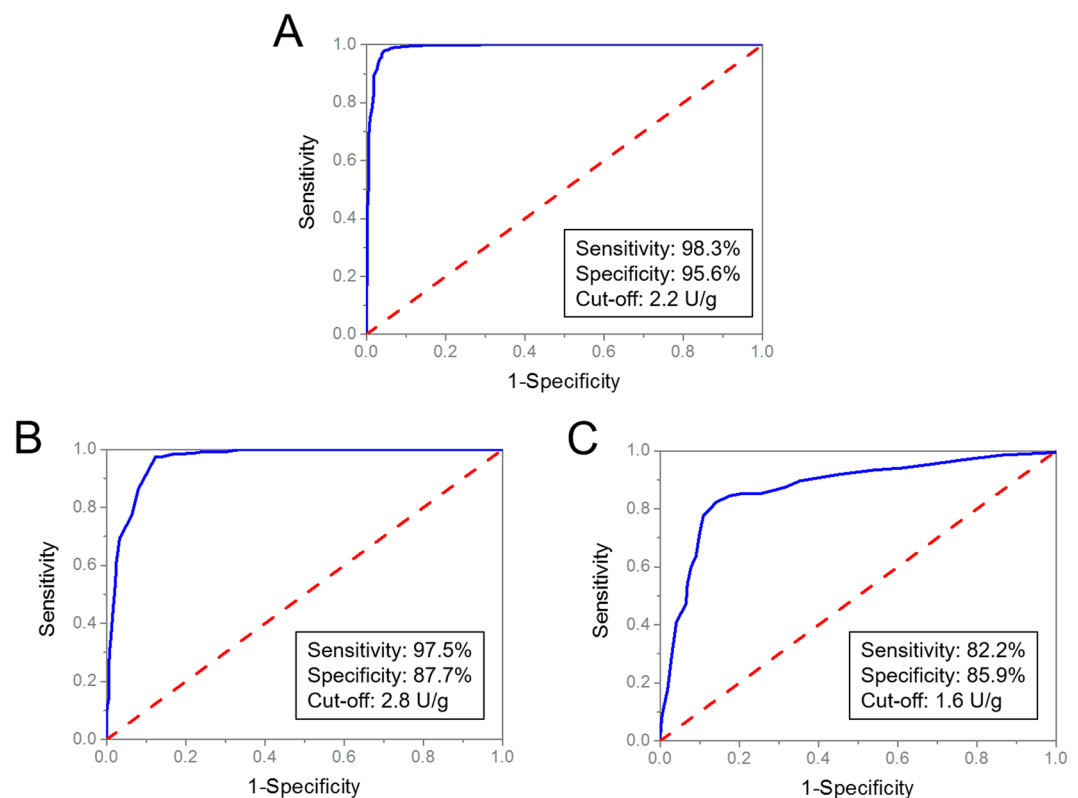 A
1.0
0.8
0.6
0.4
0.2
0.0
Sensitivity
Sensitivity: 98.3%
Specificity: 95.6%
Cut-off: 2.2 U/g
0.0 0.2 0.4 0.6 0.8 1.0
1-Specificity
B
1.0
0.8
0.6
0.4
0.2
0.0
Sensitivity
Sensitivity: 97.5%
Specificity: 87.7%
Cut-off: 2.8 U/g
0.0 0.2 0.4 0.6 0.8 1.0
1-Specificity
C
1.0
0.8
0.6
0.4
0.2
0.0
Sensitivity
Sensitivity: 82.2%
Specificity: 85.9%
Cut-off: 1.6 U/g
0.0 0.2 0.4 0.6 0.8 1.0
1-Specificity